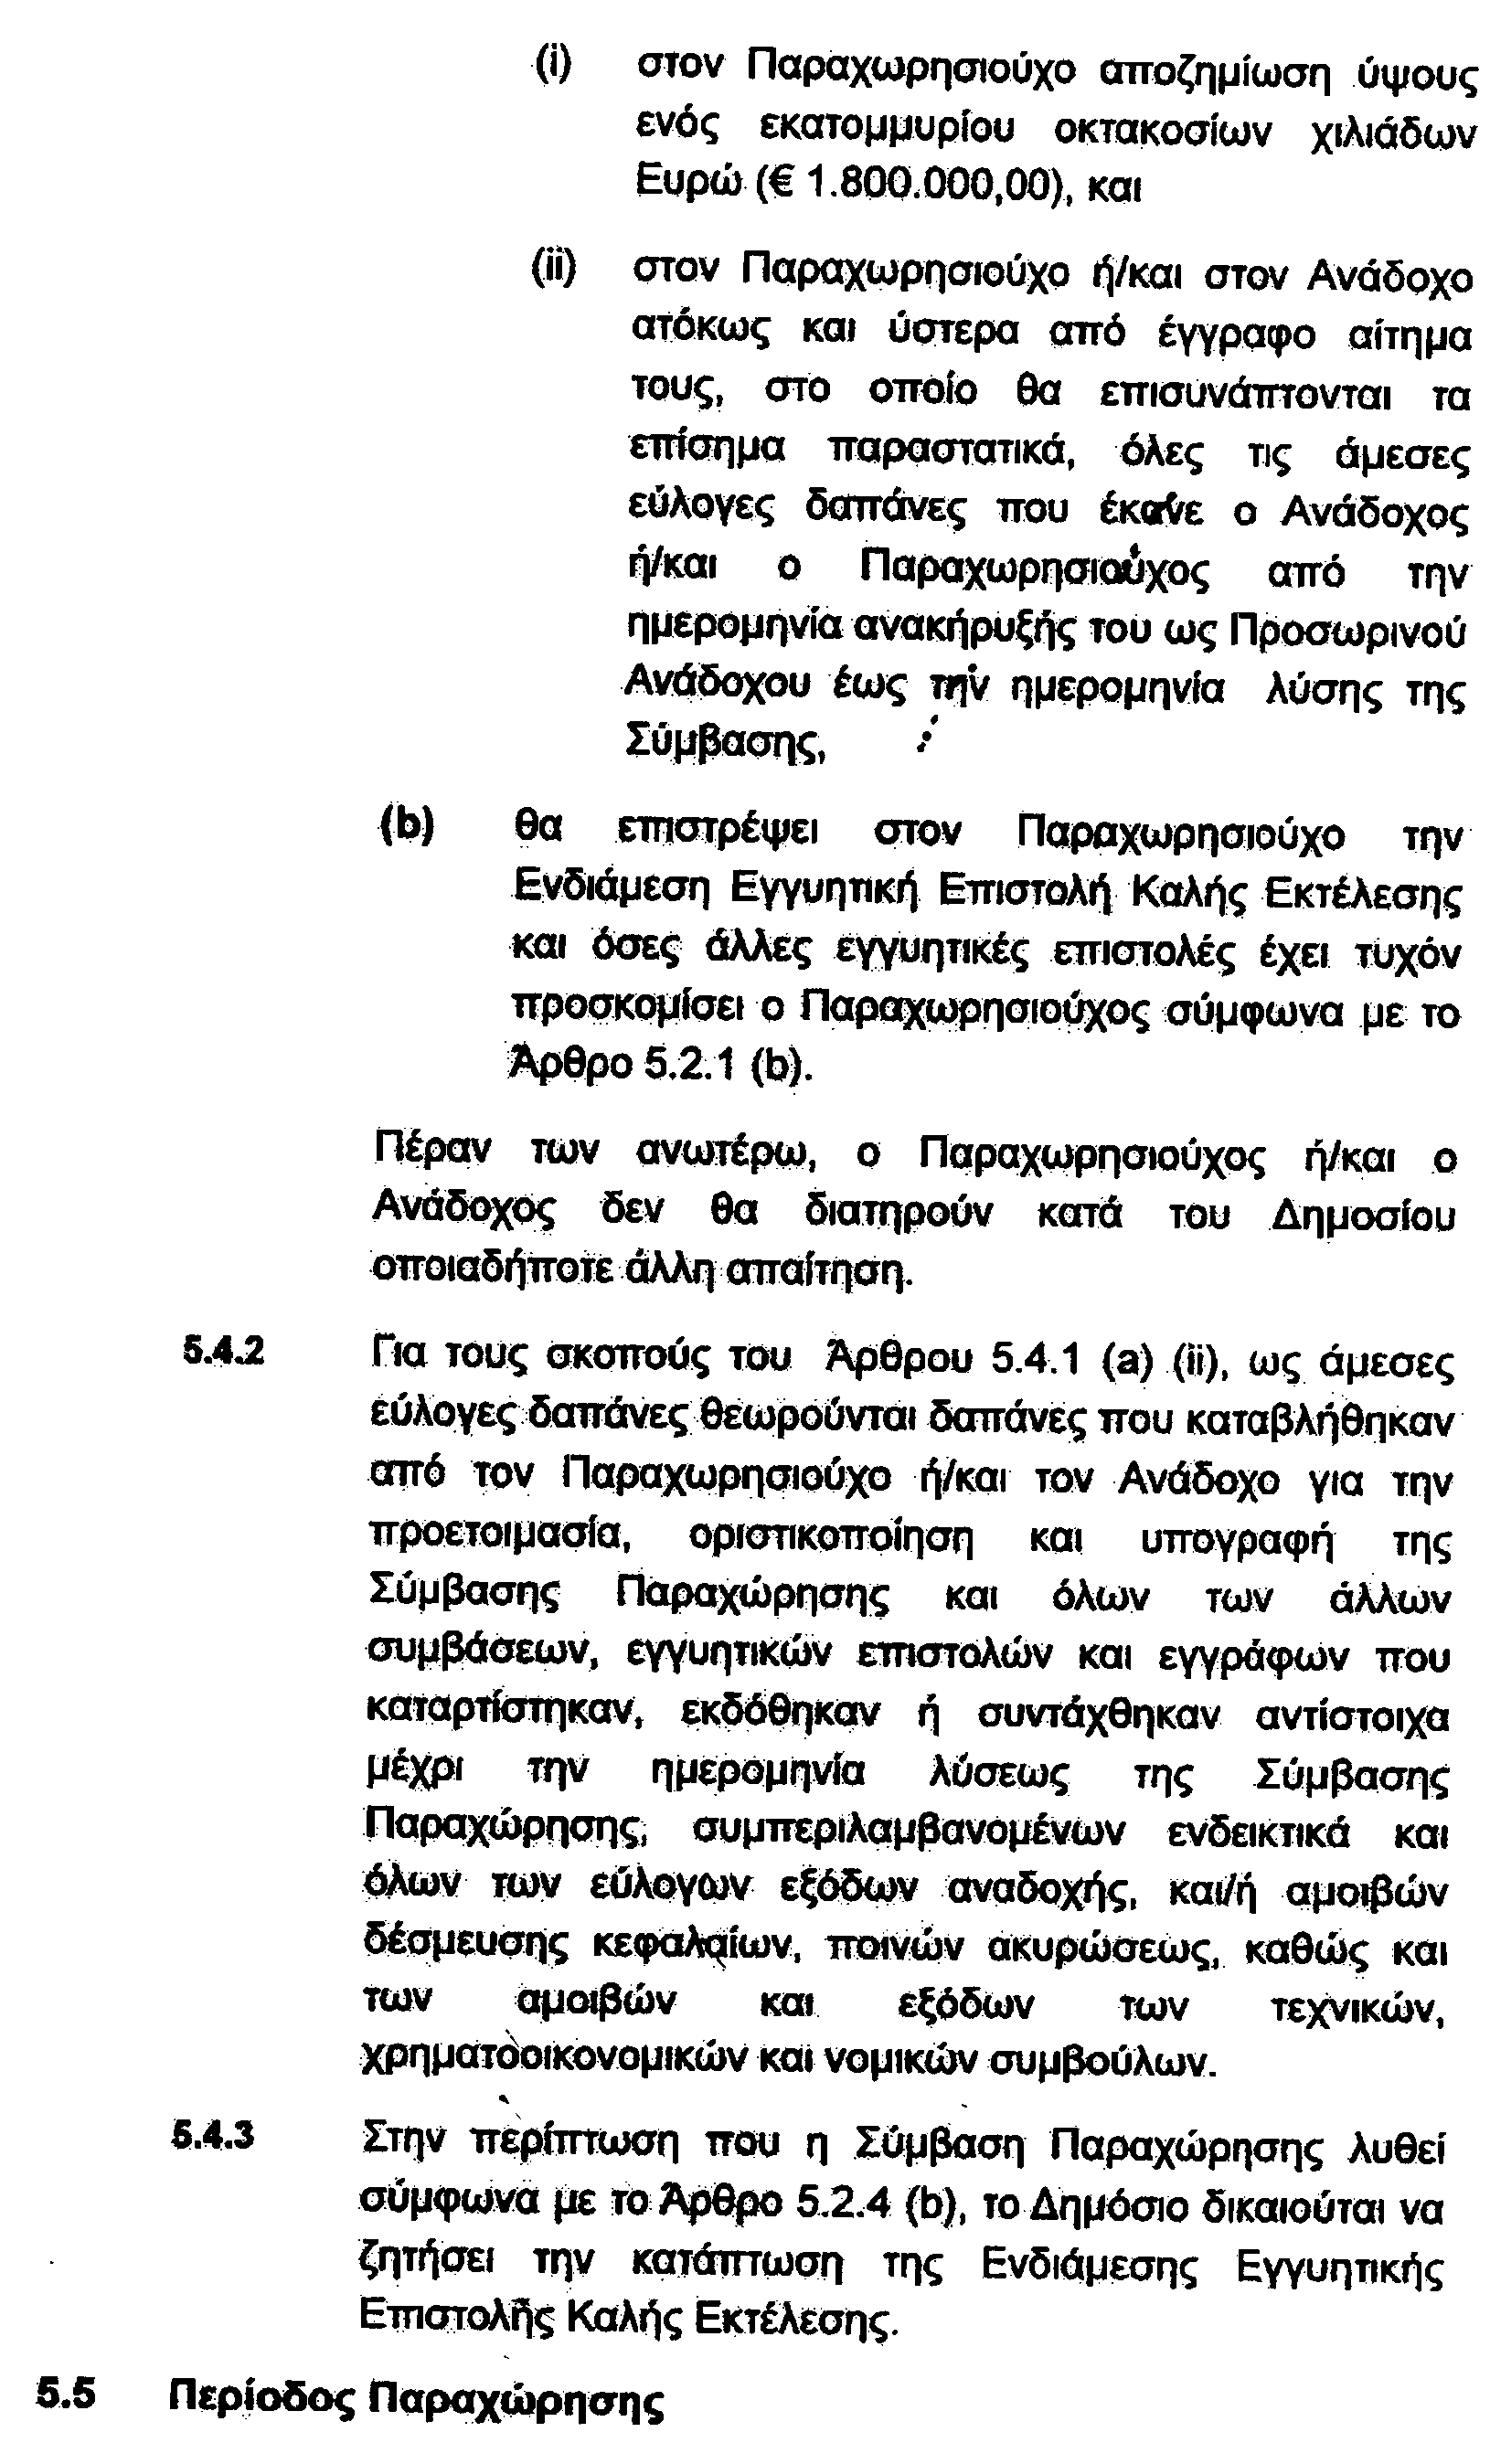 (i) στον Παραχωρησιούχο αποζημίωση ύψους
ενός εκατομμυρίου οκτακοσίων χιλιάδων
Ευρώ (€ 1.800.000,00), και
(ii) στον Παραχωρησιούχο ή/και στον Ανάδοχο
ατόκως και ύστερα από έγγραφο αίτημα
τους, στο οποίο θα επισυνάπτονται τα
επίσημα παραστατικά, όλες τις άμεσες
εύλογες δαπάνες που έκανε ο Ανάδοχος
ή/και ο Παραχωρησιούχος από την
ημερομηνία ανακήρυξής του ως Προσωρινού
Ανάδοχου έως την ημερομηνία λύσης της
Σύμβασης,
(b) θα επιστρέψει στον Παραχωρησιούχο την
Ενδιάμεση Εγγυητική Επιστολή Καλής Εκτέλεσης
και όσες άλλες εγγυητικές επιστολές έχει τυχόν
προσκομίσει ο Παραχωρησιούχος σύμφωνα με το
Άρθρο 5.2.1 (b).
Πέραν των ανωτέρω, ο Παραχωρησιούχος ή/και ο
Ανάδοχος δεν θα διατηρούν κατά του Δημοσίου
οποιαδήποτε άλλη απαίτηση.
5.4.2 Για τους σκοπούς του Άρθρου 5.4.1 (a) (ii), ως άμεσες
εύλογες δαπάνες θεωρούνται δαπάνες που καταβλήθηκαν
από τον Παραχωρησιούχο ή/και τον Ανάδοχο για την
προετοιμασία, οριστικοποίηση και υπογραφή της
Σύμβασης Παραχώρησης και όλων των άλλων
συμβάσεων, εγγυητικών επιστολών και εγγράφων που
καταρτίστηκαν, εκδόθηκαν ή συντάχθηκαν αντίστοιχα
μέχρι την ημερομηνία λύσεως της Σύμβασης
Παραχώρησης, συμπεριλαμβανομένων ενδεικτικά και
όλων των εύλογων εξόδων αναδοχής, και/ή αμοιβών
δέσμευσης κεφαλαίων, ποινών ακυρώσεως, καθώς και
των αμοιβών και εξόδων των τεχνικών,
χρηματοοικονομικών και νομικών συμβούλων.
5.4.3 Στην περίπτωση που η Σύμβαση Παραχώρησης λυθεί
σύμφωνα με το Άρθρο 5.2.4 (b), το Δημόσιο δικαιούται να
ζητήσει την κατάπτωση της Ενδιάμεσης Εγγυητικής
Επιστολής Καλής Εκτέλεσης.
5.5 Περίοδος Παραχώρησης